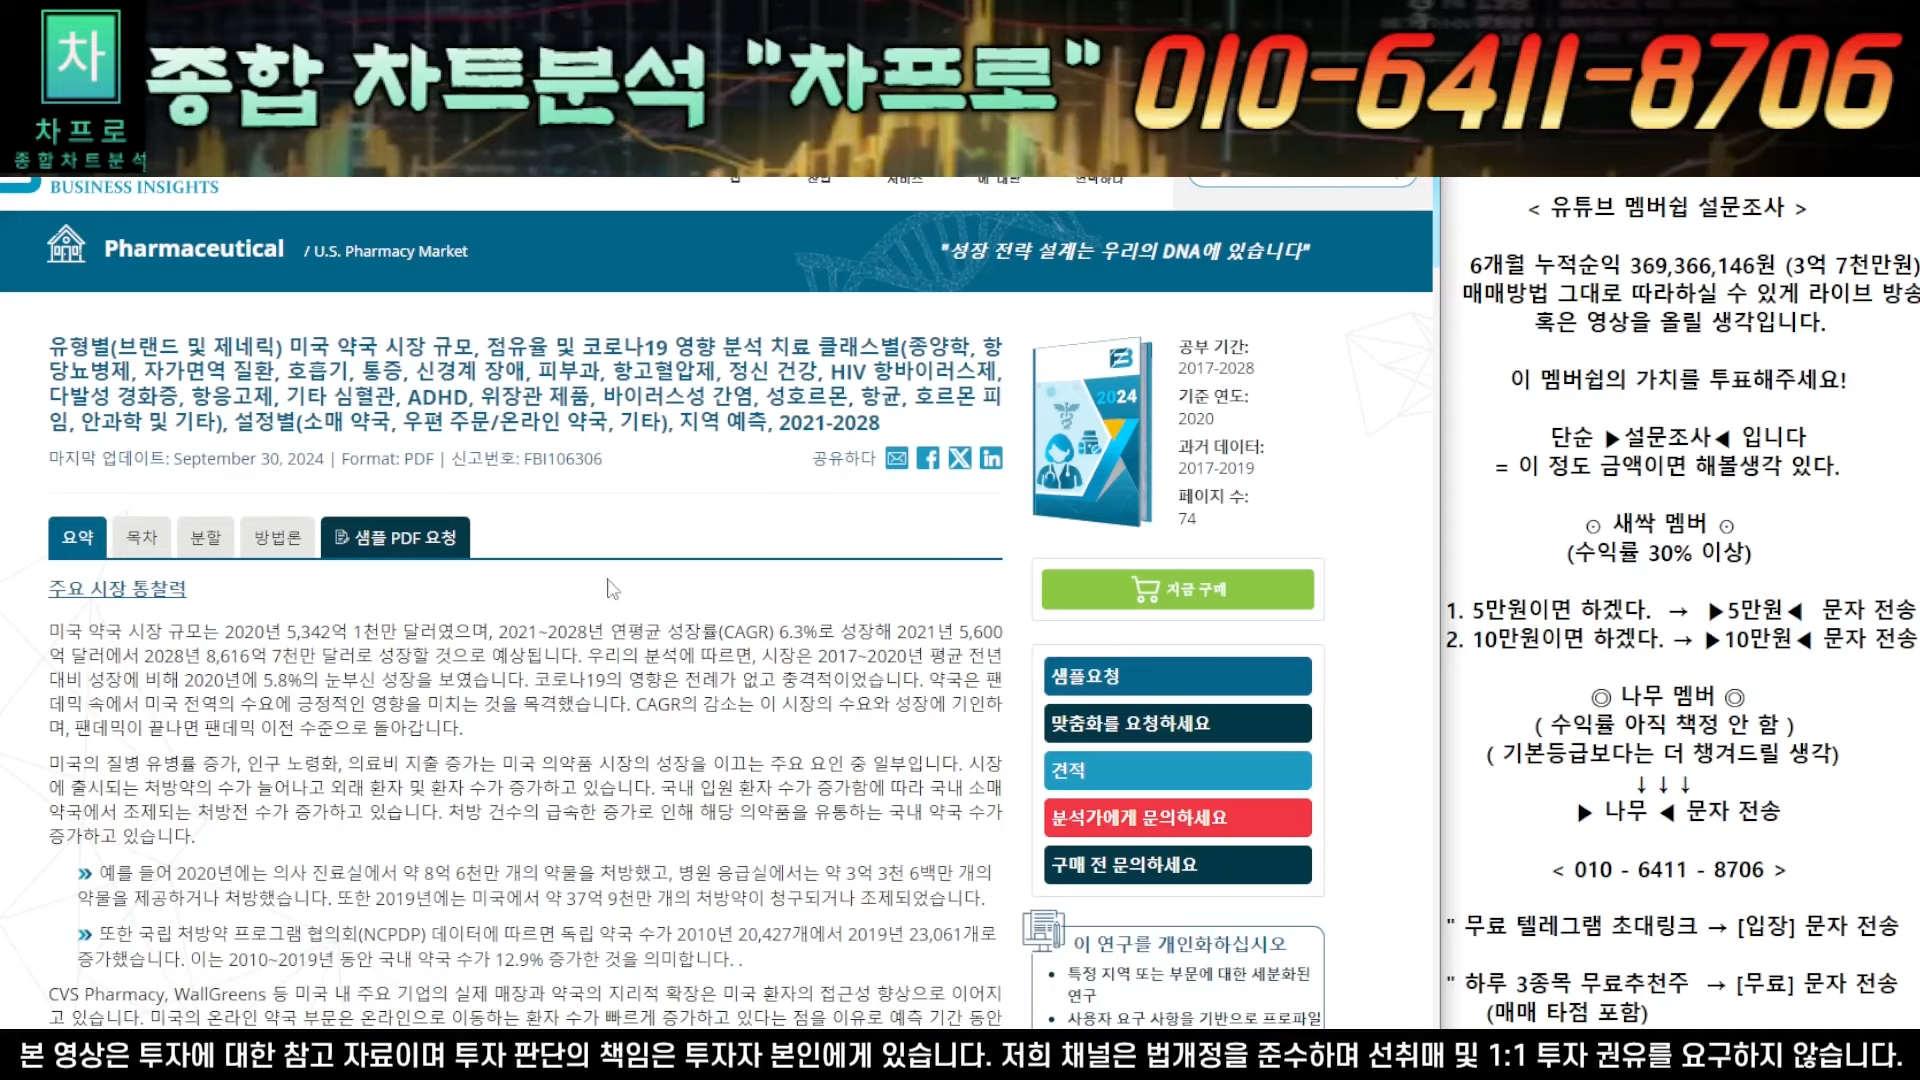 차
차프로
종합차트분석
종합 차트분석 "차프로" 010-6411-8706
BUSINESS INSIGHTS
Pharmaceutical / U.S. Pharmacy Market
"성장 전략 설계는 우리의 DNA에 있습니다"
유형별(브랜드 및 제네릭) 미국 약국 시장 규모, 점유율 및 코로나19 영향 분석 치료 클래스별(종양학, 항
당뇨병제, 자가면역 질환, 호흡기, 통증, 신경계 장애, 피부과, 항고혈압제, 정신 건강, HIV 항바이러스제,
다발성 경화증, 항응고제, 기타 심혈관, ADHD, 위장관 제품, 바이러스성 간염, 성호르몬, 항균, 호르몬 피
임, 안과학 및 기타), 설정별(소매 약국, 우편 주문/온라인 약국, 기타), 지역 예측, 2021-2028
마지막 업데이트: September 30, 2024 | Format: PDF | 신고번호: FBI106306
공유하다
요약
목차
분할
방법론
샘플 PDF 요청
주요 시장 통찰력
미국 약국 시장 규모는 2020년 5,342억 1천만 달러였으며, 2021~2028년 연평균 성장률(CAGR) 6.3%로 성장해 2021년 5,600
억 달러에서 2028년 8,616억 7천만 달러로 성장할 것으로 예상됩니다. 우리의 분석에 따르면, 시장은 2017~2020년 평균 전년
대비 성장에 비해 2020년에 5.8%의 눈부신 성장을 보였습니다. 코로나19의 영향은 전례가 없고 충격적이었습니다. 약국은 팬
데믹 속에서 미국 전역의 수요에 긍정적인 영향을 미치는 것을 목격했습니다. CAGR의 감소는 이 시장의 수요와 성장에 기인하
며, 팬데믹이 끝나면 팬데믹 이전 수준으로 돌아갑니다.
미국의 질병 유병률 증가, 인구 노령화, 의료비 지출 증가는 미국 의약품 시장의 성장을 이끄는 주요 요인 중 일부입니다. 시장
에 출시되는 처방약의 수가 늘어나고 외래 환자 및 환자 수가 증가하고 있습니다. 국내 입원 환자 수가 증가함에 따라 국내 소매
약국에서 조제되는 처방전 수가 증가하고 있습니다. 처방 건수의 급속한 증가로 인해 해당 의약품을 유통하는 국내 약국 수가
증가하고 있습니다.
» 예를 들어 2020년에는 의사 진료실에서 약 8억 6천만 개의 약물을 처방했고, 병원 응급실에서는 약 3억 3천 6백만 개의
약물을 제공하거나 처방했습니다. 또한 2019년에는 미국에서 약 37억 9천만 개의 처방약이 청구되거나 조제되었습니다.
» 또한 국립 처방약 프로그램 협의회(NCPDP) 데이터에 따르면 독립 약국 수가 2010년 20,427개에서 2019년 23,061개로
증가했습니다. 이는 2010~2019년 동안 국내 약국 수가 12.9% 증가한 것을 의미합니다. .
CVS Pharmacy, WallGreens 등 미국 내 주요 기업의 실제 매장과 약국의 지리적 확장은 미국 환자의 접근성 향상으로 이어지
고 있습니다. 미국의 온라인 약국 부문은 온라인으로 이동하는 환자 수가 빠르게 증가하고 있다는 점을 이유로 예측 기간 동안
2024
공부 기간:
2017-2028
기준 연도:
2020
과거 데이터:
2017-2019
페이지 수:
74
지금 구매
샘플요청
맞춤화를 요청하세요
견적
분석가에게 문의하세요
구매 전 문의하세요
이 연구를 개인화하십시오
• 특정 지역 또는 부문에 대한 세분화된
연구
• 사용자 요구 사항을 기반으로 프로파일
< 유튜브 멤버쉽 설문조사 >
6개월 누적순익 369,366,146원 (3억 7천만원)
매매방법 그대로 따라하실 수 있게 라이브 방송
혹은 영상을 올릴 생각입니다.
이 멤버쉽의 가치를 투표해주세요!
단순 ▶설문조사◀ 입니다
= 이 정도 금액이면 해볼생각 있다.
⊙ 새싹 멤버 ⊙
(수익률 30% 이상)
1. 5만원이면 하겠다. → ▶5만원◀ 문자 전송
2. 10만원이면 하겠다. → ▶10만원◀ 문자 전송
◎ 나무 멤버 ◎
( 수익률 아직 책정 안 함 )
( 기본등급보다는 더 챙겨드릴 생각)
↓↓↓
▶ 나무 ◀ 문자 전송
< 010 - 6411 - 8706 >
" 무료 텔레그램 초대링크 → [입장] 문자 전송
" 하루 3종목 무료추천주 → [무료] 문자 전송
(매매 타점 포함)
본 영상은 투자에 대한 참고 자료이며 투자 판단의 책임은 투자자 본인에게 있습니다. 저희 채널은 법개정을 준수하며 선취매 및 1:1 투자 권유를 요구하지 않습니다.